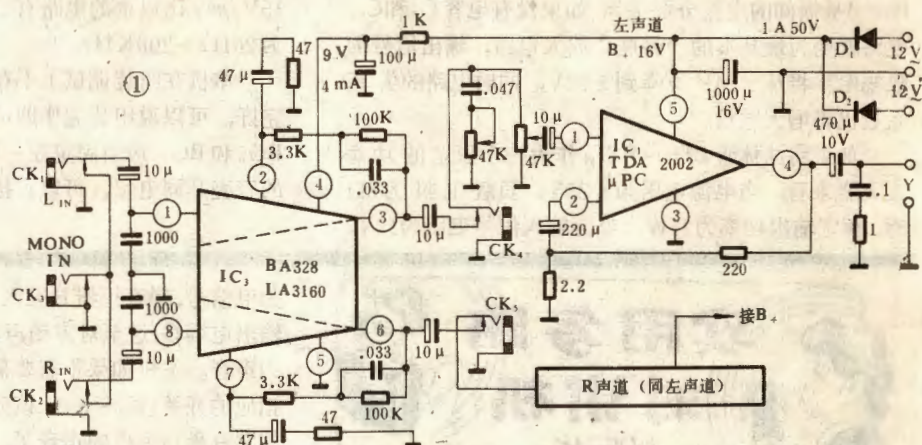 1K
左声道
B+ 16V
1A 50V
D₁
12V
12V
D₂
①
47μ
47
9V
4mA
100μ
.047
1000μ
16V
470μ
10V
3.3K
100K
.033
47K
47K
10μ
①
IC₁
TDA
μPC
2002
⑤
④
②
③
Y
.1
1
CK₁
L IN
10μ
②
④
①
③
10μ
CK₄
220μ
220
2.2
MONO
IN
CK₃
1000
1000
IC₃
BA328
LA3160
⑧
⑥
10μ
CK₅
接B+
R IN
CK₂
10μ
⑦
⑤
.033
3.3K
100K
47μ
47
R声道(同左声道)